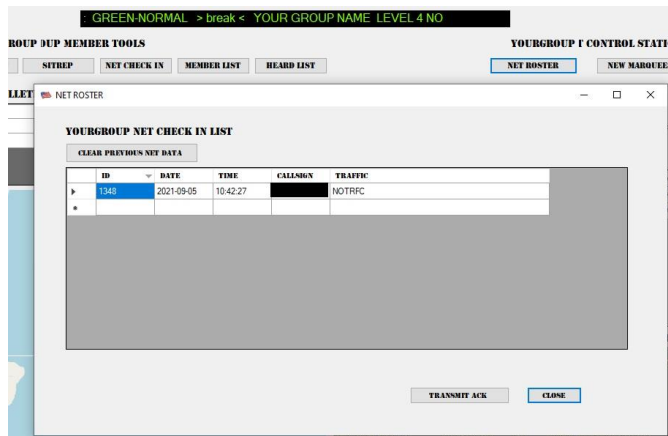 : GREEN-NORMAL > break < YOUR GROUP NAME LEVEL 4 NO
ROUP OUP MEMBER TOOLS YOURGROUP T CONTROL STATI
SITREP NET CHECK IN MEMBER LIST HEARD LIST NET ROSTER NEW MARQUEE
LLET NET ROSTER
YOURGROUP NET CHECK IN LIST
CLEAR PREVIOUS NET DATA
ID DATE TIME CALLSIGN TRAFFIC
1348 2021-09-05 10:42:27 NOTRFC
TRANSMIT ACK CLOSE